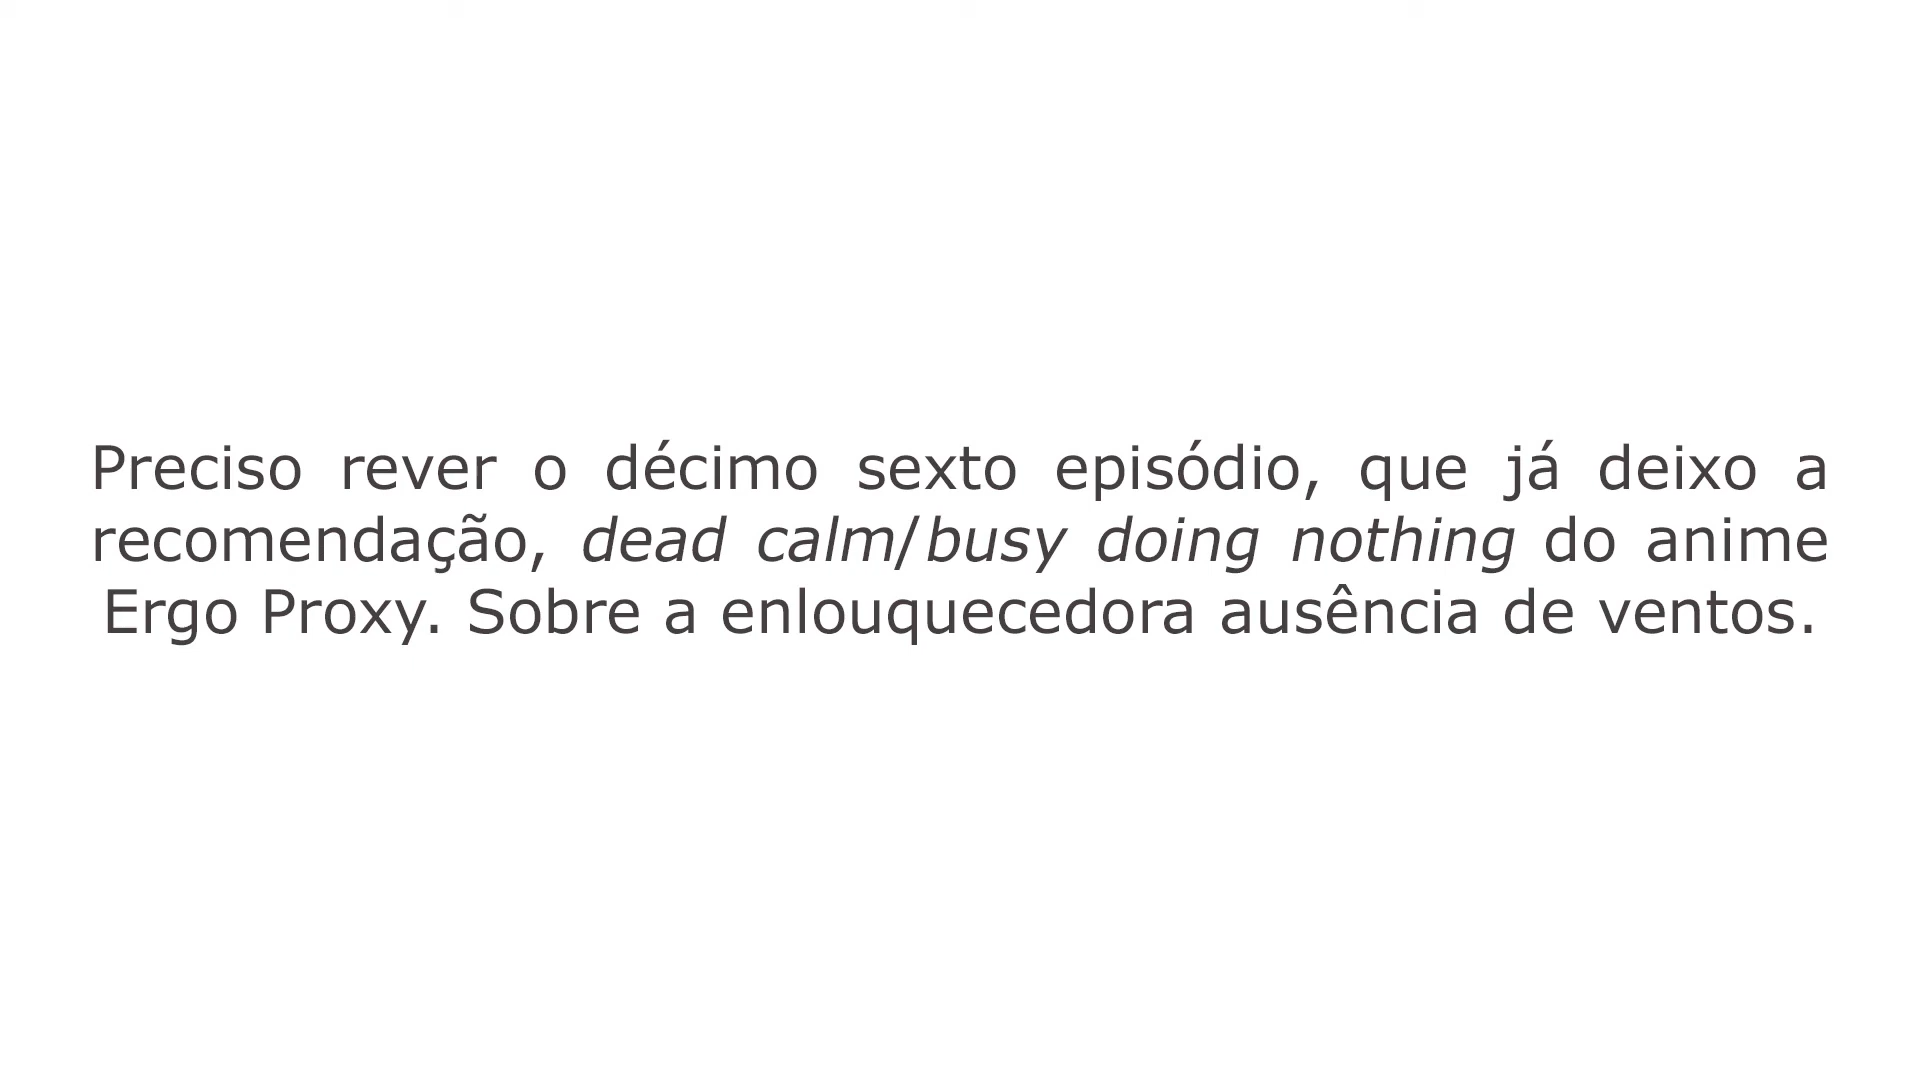 Preciso rever o décimo sexto episódio, que já deixo a
recomendação, dead calm/busy doing nothing do anime
Ergo Proxy. Sobre a enlouquecedora ausência de ventos.